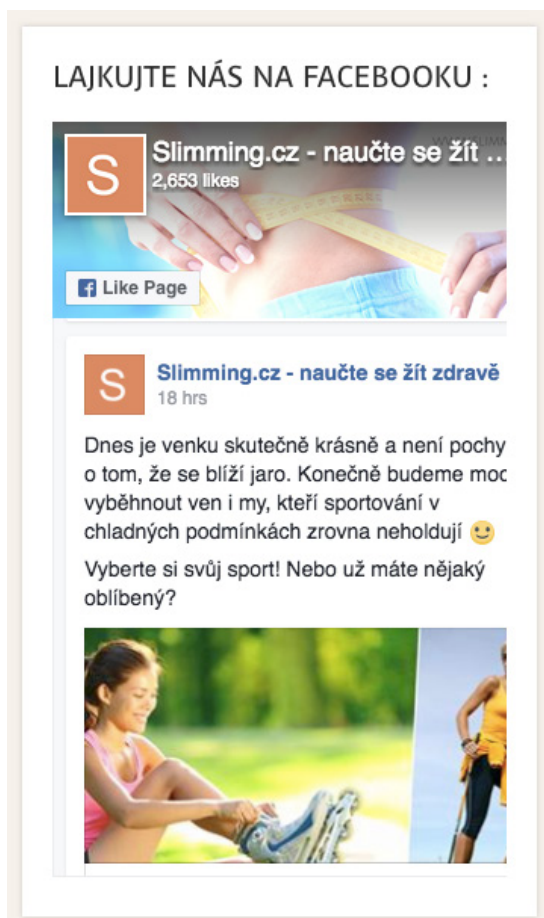 LAJKUJTE NÁS NA FACEBOOKU :
S
Slimming.cz - naučte se žít ...
2,653 likes
Like Page
S
Slimming.cz - naučte se žít zdravě
18 hrs
Dnes je venku skutečně krásně a není pochy
o tom, že se blíží jaro. Konečně budeme moc
vyběhnout ven i my, kteří sportování v
chladných podmínkách zrovna neholdují
Vyberte si svůj sport! Nebo už máte nějaký
oblíbený?